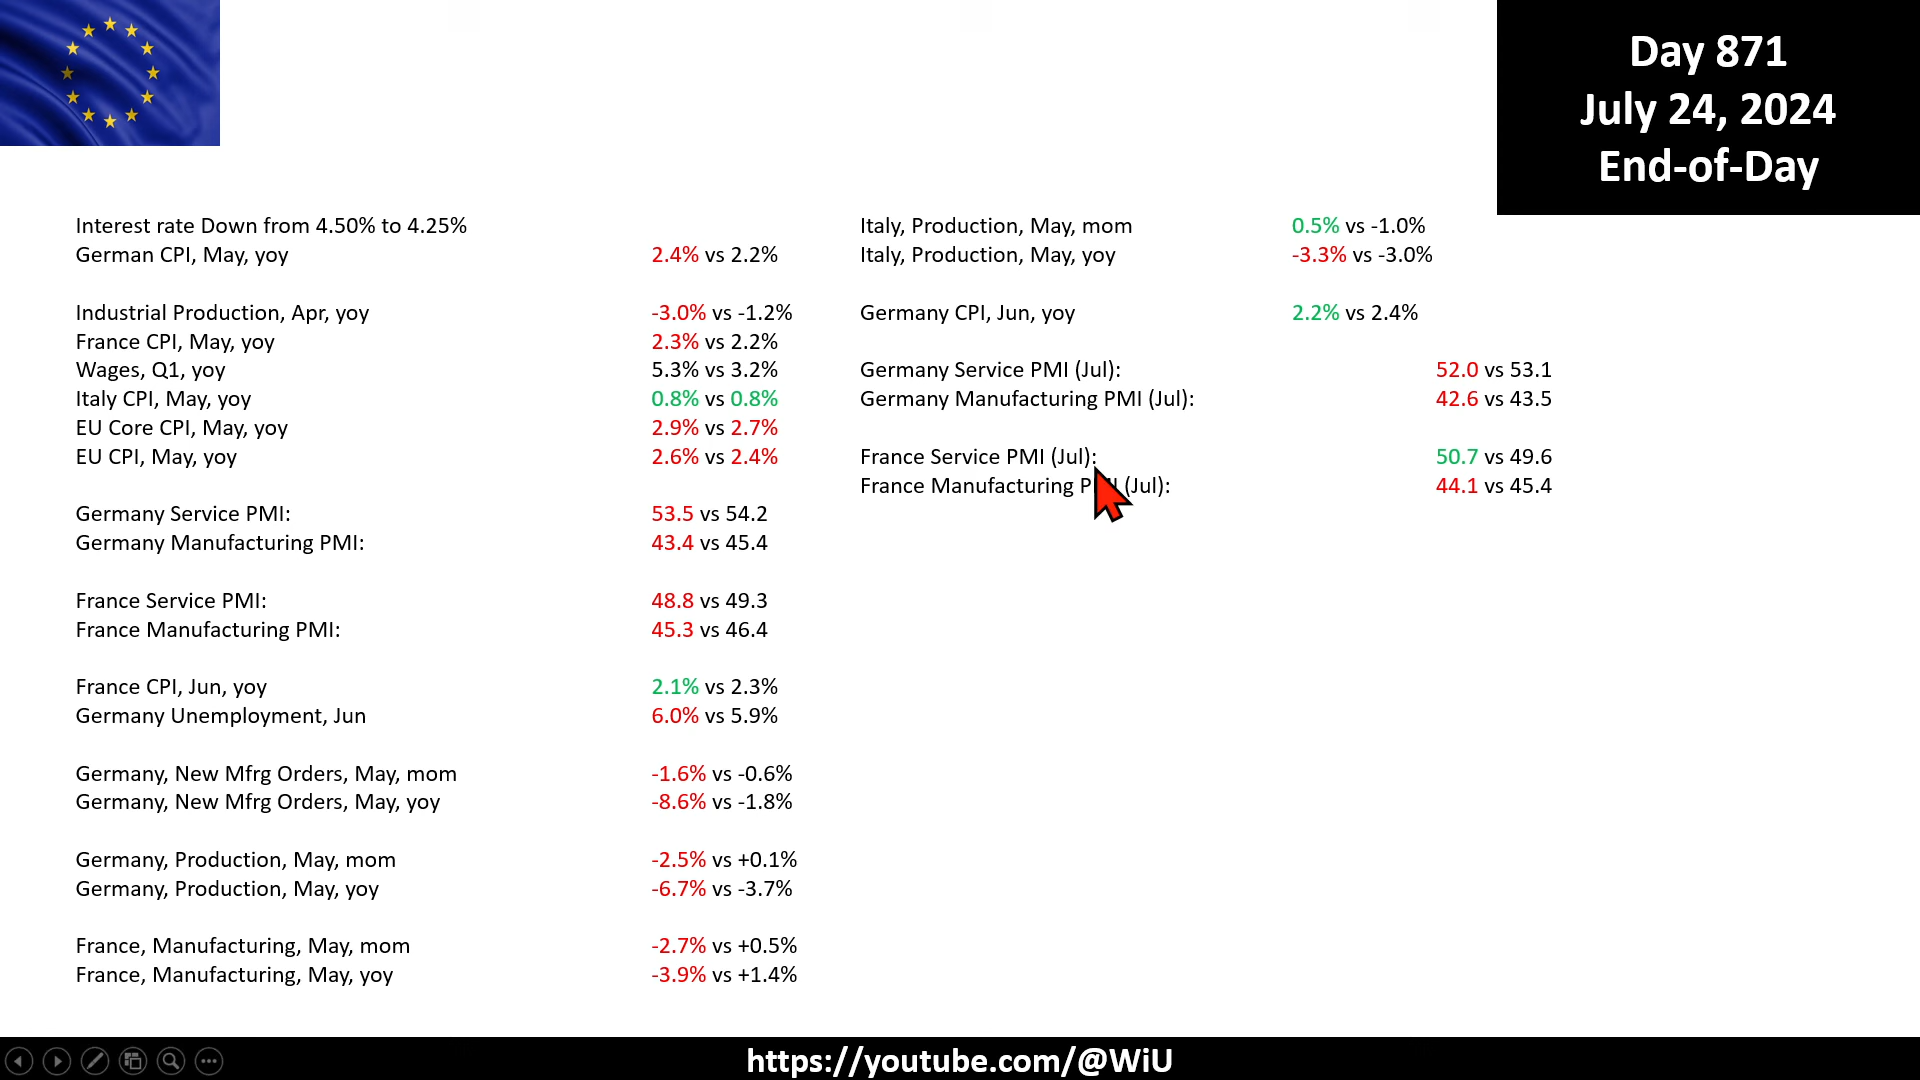 Day 871
July 24, 2024
End-of-Day
Interest rate Down from 4.50% to 4.25%
German CPI, May, yoy 2.4% vs 2.2%
Industrial Production, Apr, yoy -3.0% vs -1.2%
France CPI, May, yoy 2.3% vs 2.2%
Wages, Q1, yoy 5.3% vs 3.2%
Italy CPI, May, yoy 0.8% vs 0.8%
EU Core CPI, May, yoy 2.9% vs 2.7%
EU CPI, May, yoy 2.6% vs 2.4%
Germany Service PMI: 53.5 vs 54.2
Germany Manufacturing PMI: 43.4 vs 45.4
France Service PMI: 48.8 vs 49.3
France Manufacturing PMI: 45.3 vs 46.4
France CPI, Jun, yoy 2.1% vs 2.3%
Germany Unemployment, Jun 6.0% vs 5.9%
Germany, New Mfrg Orders, May, mom -1.6% vs -0.6%
Germany, New Mfrg Orders, May, yoy -8.6% vs -1.8%
Germany, Production, May, mom -2.5% vs +0.1%
Germany, Production, May, yoy -6.7% vs -3.7%
France, Manufacturing, May, mom -2.7% vs +0.5%
France, Manufacturing, May, yoy -3.9% vs +1.4%
Italy, Production, May, mom 0.5% vs -1.0%
Italy, Production, May, yoy -3.3% vs -3.0%
Germany CPI, Jun, yoy 2.2% vs 2.4%
Germany Service PMI (Jul): 52.0 vs 53.1
Germany Manufacturing PMI (Jul): 42.6 vs 43.5
France Service PMI (Jul): 50.7 vs 49.6
France Manufacturing PMI (Jul): 44.1 vs 45.4
https://youtube.com/@WiU